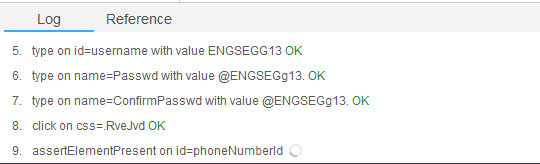 Log Reference
5. type on id=username with value ENGSEGG13 OK
6. type on name=Passwd with value @ENGSEGg13. OK
7. type on name=ConfirmPasswd with value @ENGSEGg13. OK
8. click on css=.RveJvd OK
9. assertElementPresent on id=phoneNumberId